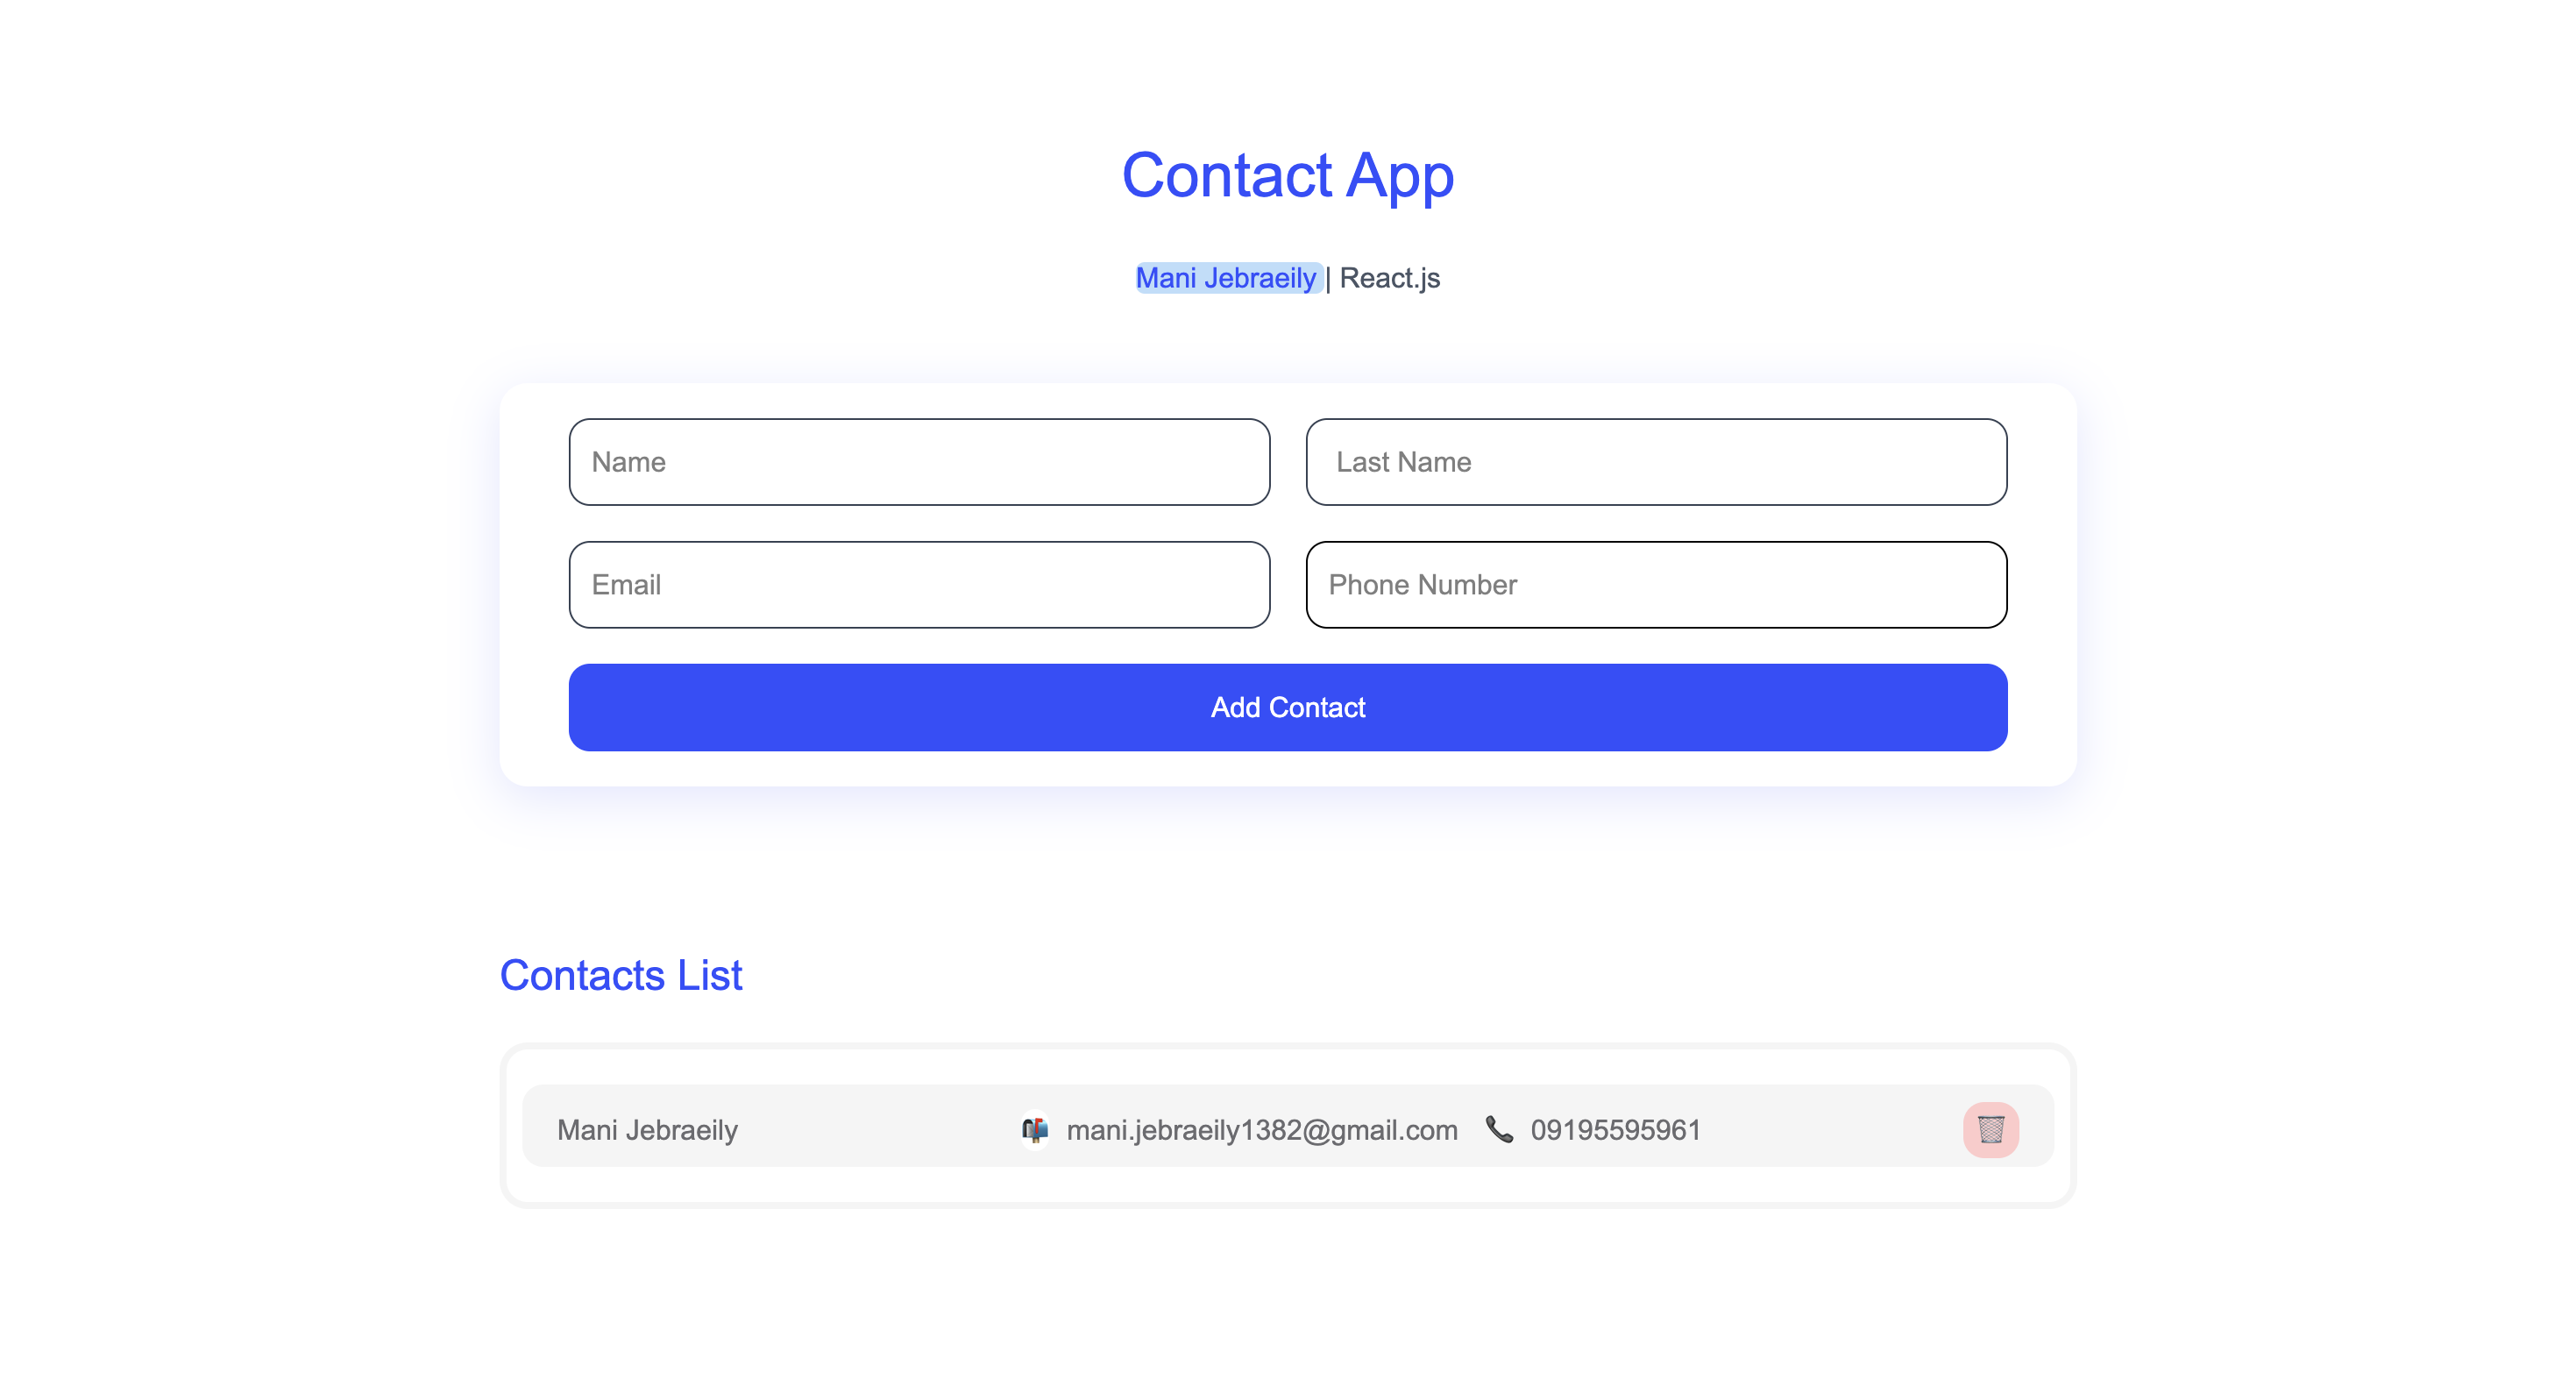 Contact App
Mani Jebraeily | React.js
Name
Last Name
Email
Phone Number
Add Contact
Contacts List
Mani Jebraeily mani.jebraeily1382@gmail.com 09195595961